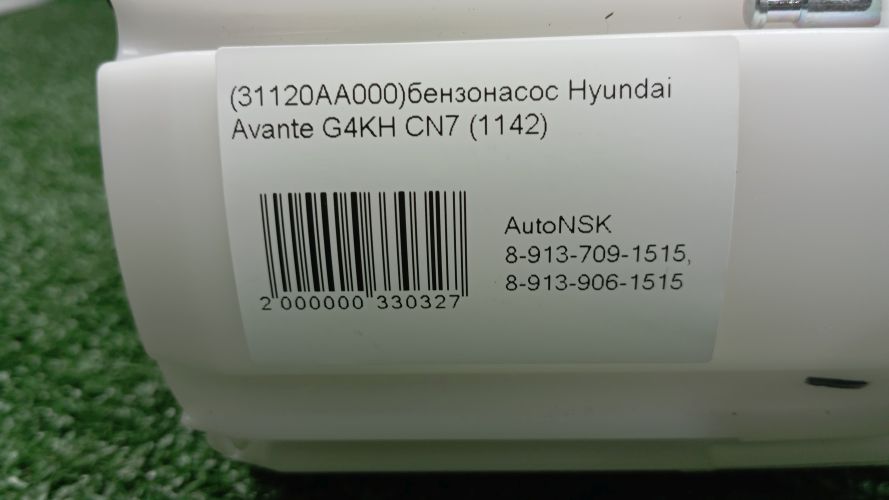 (31120AA000)бензонасос Hyundai
Avante G4KH CN7 (1142)
AutoNSK
8-913-709-1515,
8-913-906-1515
2 000000 330327